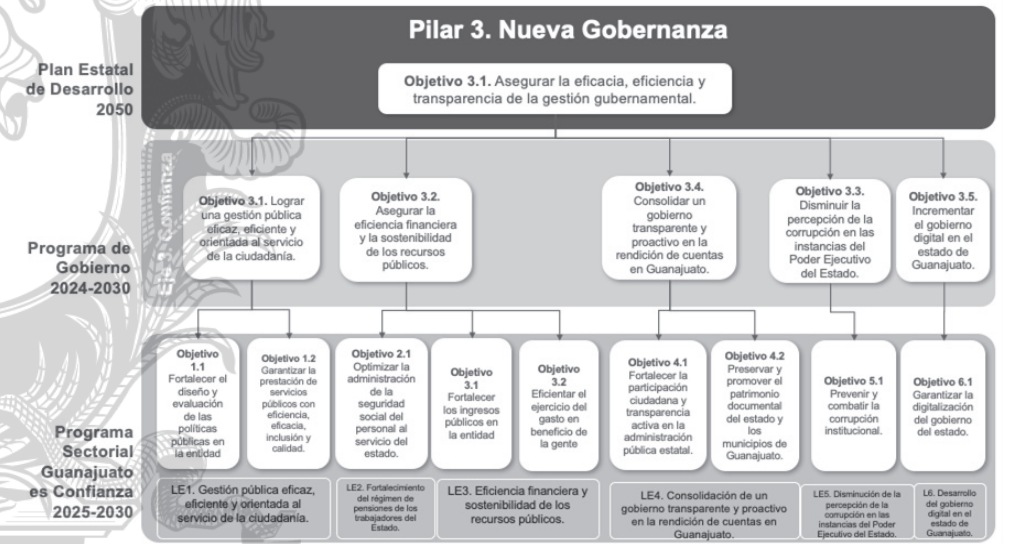 Pilar 3. Nueva Gobernanza
Plan Estatal
de Desarrollo
2050
Objetivo 3.1. Asegurar la eficacia, eficiencia y
transparencia de la gestión gubernamental.
Programa de
Gobierno
2024-2030
Eje 3. Confianza
Objetivo 3.1. Lograr
una gestión pública
eficaz, eficiente y
orientada al servicio
de la ciudadanía.
Objetivo 3.2.
Asegurar la
eficiencia financiera
y la sostenibilidad
de los recursos
públicos.
Objetivo 3.4.
Consolidar un
gobierno
transparente y
proactivo en la
rendición de cuentas
en Guanajuato.
Objetivo 3.3.
Disminuir la
percepción de la
corrupción en las
instancias del
Poder Ejecutivo
del Estado.
Objetivo 3.5.
Incrementar
el gobierno
digital en el
estado de
Guanajuato.
Programa
Sectorial
Guanajuato
es Confianza
2025-2030
Objetivo
1.1
Fortalecer el
diseño y
evaluación
de las
políticas
públicas en
la entidad
Objetivo 1.2
Garantizar la
prestación de
servicios
públicos con
eficiencia,
eficacia,
inclusión y
calidad.
Objetivo 2.1
Optimizar la
administración
de la
seguridad
social del
personal al
servicio del
estado.
Objetivo
3.1
Fortalecer
los ingresos
públicos en
la entidad
Objetivo
3.2
Eficientar el
ejercicio del
gasto en
beneficio de
la gente
Objetivo 4.1
Fortalecer la
participación
ciudadana y
transparencia
activa en la
administración
pública estatal.
Objetivo 4.2
Preservar y
promover el
patrimonio
documental
del estado y
los
municipios de
Guanajuato.
Objetivo 5.1
Prevenir y
combatir la
corrupción
institucional.
Objetivo 6.1
Garantizar la
digitalización
del gobierno
del estado.
LE1. Gestión pública eficaz,
eficiente y orientada al
servicio de la ciudadanía.
LE2. Fortalecimiento
del régimen de
pensiones de los
trabajadores del
Estado.
LE3. Eficiencia financiera y
sostenibilidad de los
recursos públicos.
LE4. Consolidación de un
gobierno transparente y proactivo
en la rendición de cuentas en
Guanajuato.
LE5. Disminución de la
percepción de la
corrupción en las
instancias del Poder
Ejecutivo del Estado.
L6. Desarrollo
del gobierno
digital en el
estado de
Guanajuato.